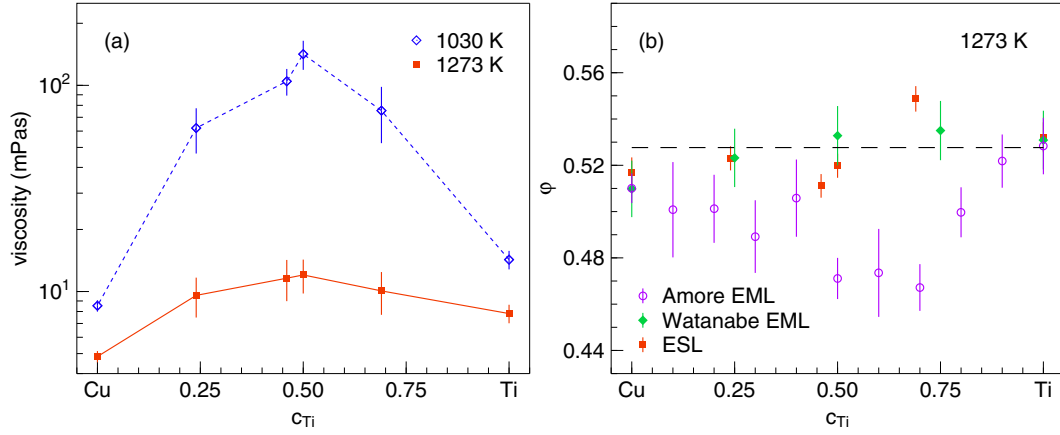 (a)
1030 K
1273 K
10²
10¹
viscosity (mPas)
Cu
0.25
0.50
0.75
Ti
c_Ti
(b)
1273 K
0.56
0.52
0.48
0.44
φ
Amore EML
Watanabe EML
ESL
Cu
0.25
0.50
0.75
Ti
c_Ti